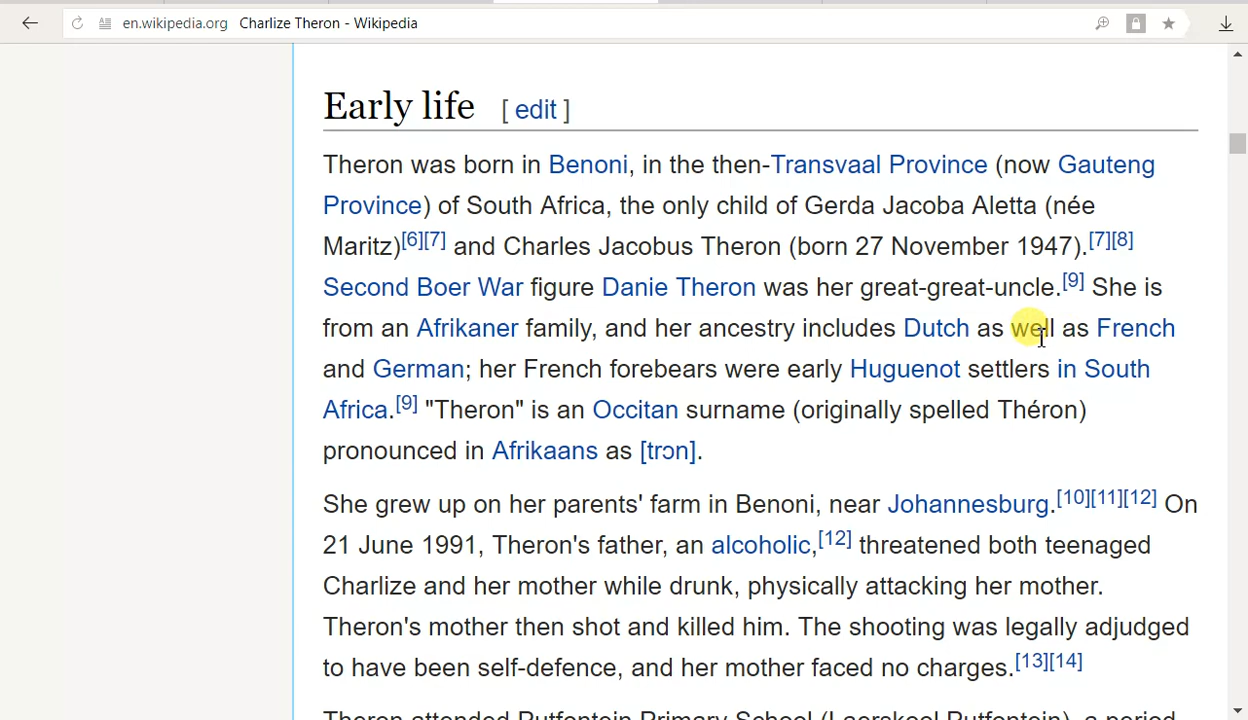 en.wikipedia.org Charlize Theron - Wikipedia
Early life [ edit ]
Theron was born in Benoni, in the then-Transvaal Province (now Gauteng
Province) of South Africa, the only child of Gerda Jacoba Aletta (née
Maritz)[6][7] and Charles Jacobus Theron (born 27 November 1947).[7][8]
Second Boer War figure Danie Theron was her great-great-uncle.[9] She is
from an Afrikaner family, and her ancestry includes Dutch as well as French
and German; her French forebears were early Huguenot settlers in South
Africa.[9] "Theron" is an Occitan surname (originally spelled Théron)
pronounced in Afrikaans as [trɔn].
She grew up on her parents' farm in Benoni, near Johannesburg.[10][11][12] On
21 June 1991, Theron's father, an alcoholic,[12] threatened both teenaged
Charlize and her mother while drunk, physically attacking her mother.
Theron's mother then shot and killed him. The shooting was legally adjudged
to have been self-defence, and her mother faced no charges.[13][14]
Theron attended Putfontein Primary School (Laerskool Putfontein), a period